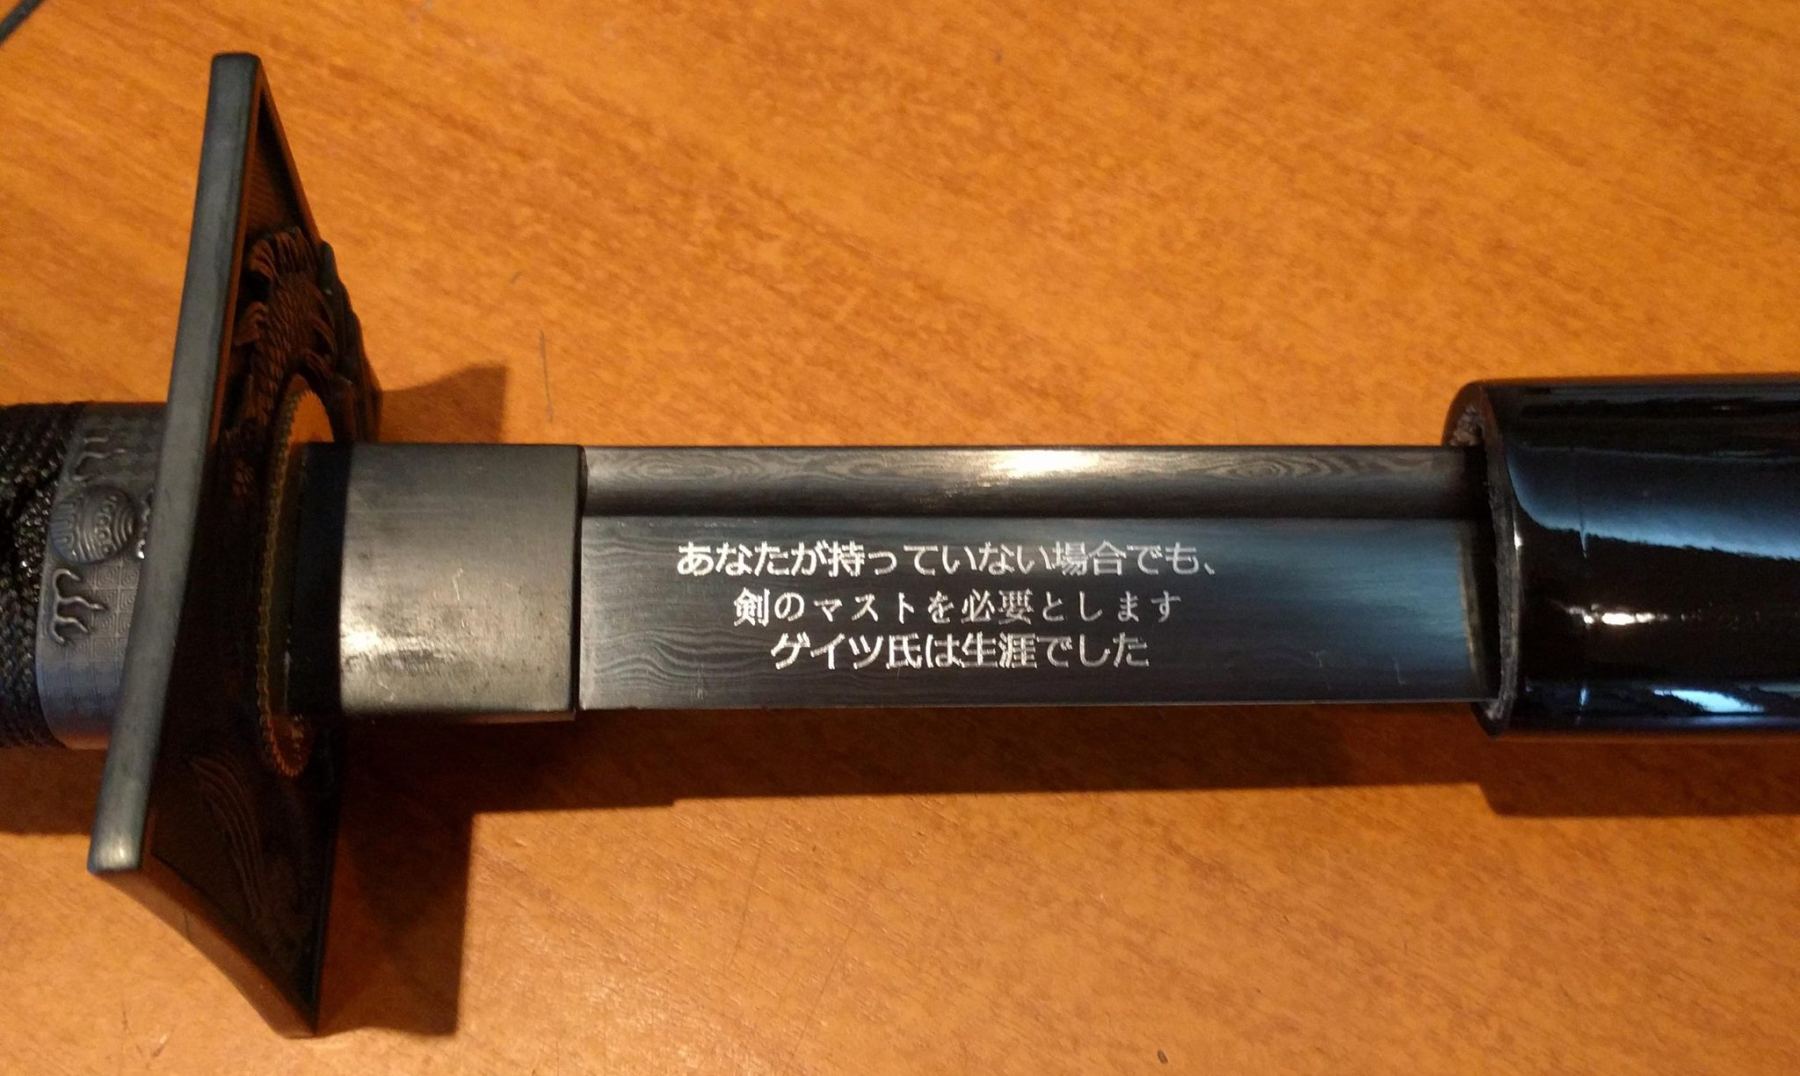 あなたが持っていない場合でも、
剣のマストを必要とします
ゲイツ氏は生涯でした